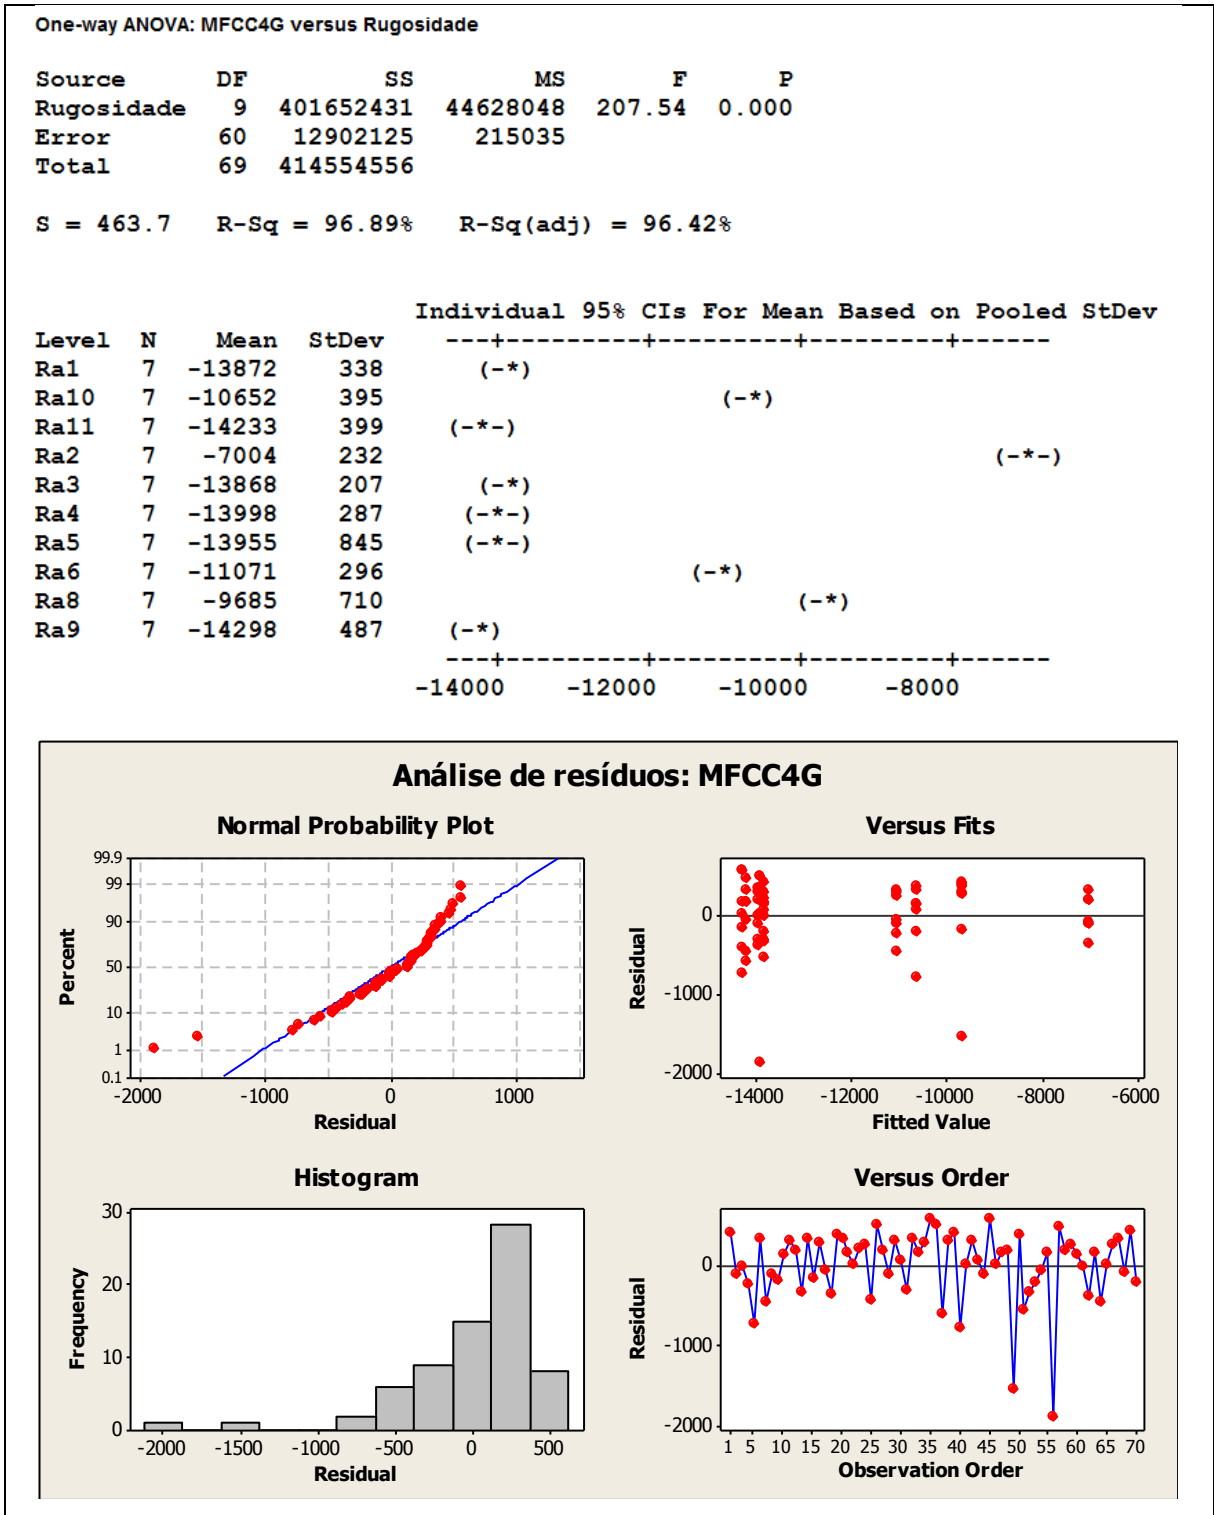 One-way ANOVA: MFCC4G versus Rugosidade
Source DF SS MS F P
Rugosidade 9 401652431 44628048 207.54 0.000
Error 60 12902125 215035
Total 69 414554556
S = 463.7 R-Sq = 96.89% R-Sq(adj) = 96.42%
Individual 95% CIs For Mean Based on Pooled StDev
Level N Mean StDev ---+---------+---------+---------+------
Ra1 7 -13872 338 (-*)
Ra10 7 -10652 395 (-*)
Ra11 7 -14233 399 (-*-)
Ra2 7 -7004 232 (-*-)
Ra3 7 -13868 207 (-*)
Ra4 7 -13998 287 (-*-)
Ra5 7 -13955 845 (-*-)
Ra6 7 -11071 296 (-*)
Ra8 7 -9685 710 (-*)
Ra9 7 -14298 487 (-*)
---+---------+---------+---------+------
-14000 -12000 -10000 -8000
Análise de resíduos: MFCC4G
Normal Probability Plot
99.9
99
90
50
10
1
0.1
Percent
-2000 -1000 0 1000
Residual
Versus Fits
0
-1000
-2000
Residual
-14000 -12000 -10000 -8000 -6000
Fitted Value
Histogram
30
20
10
0
Frequency
-2000 -1500 -1000 -500 0 500
Residual
Versus Order
0
-1000
-2000
Residual
1 5 10 15 20 25 30 35 40 45 50 55 60 65 70
Observation Order